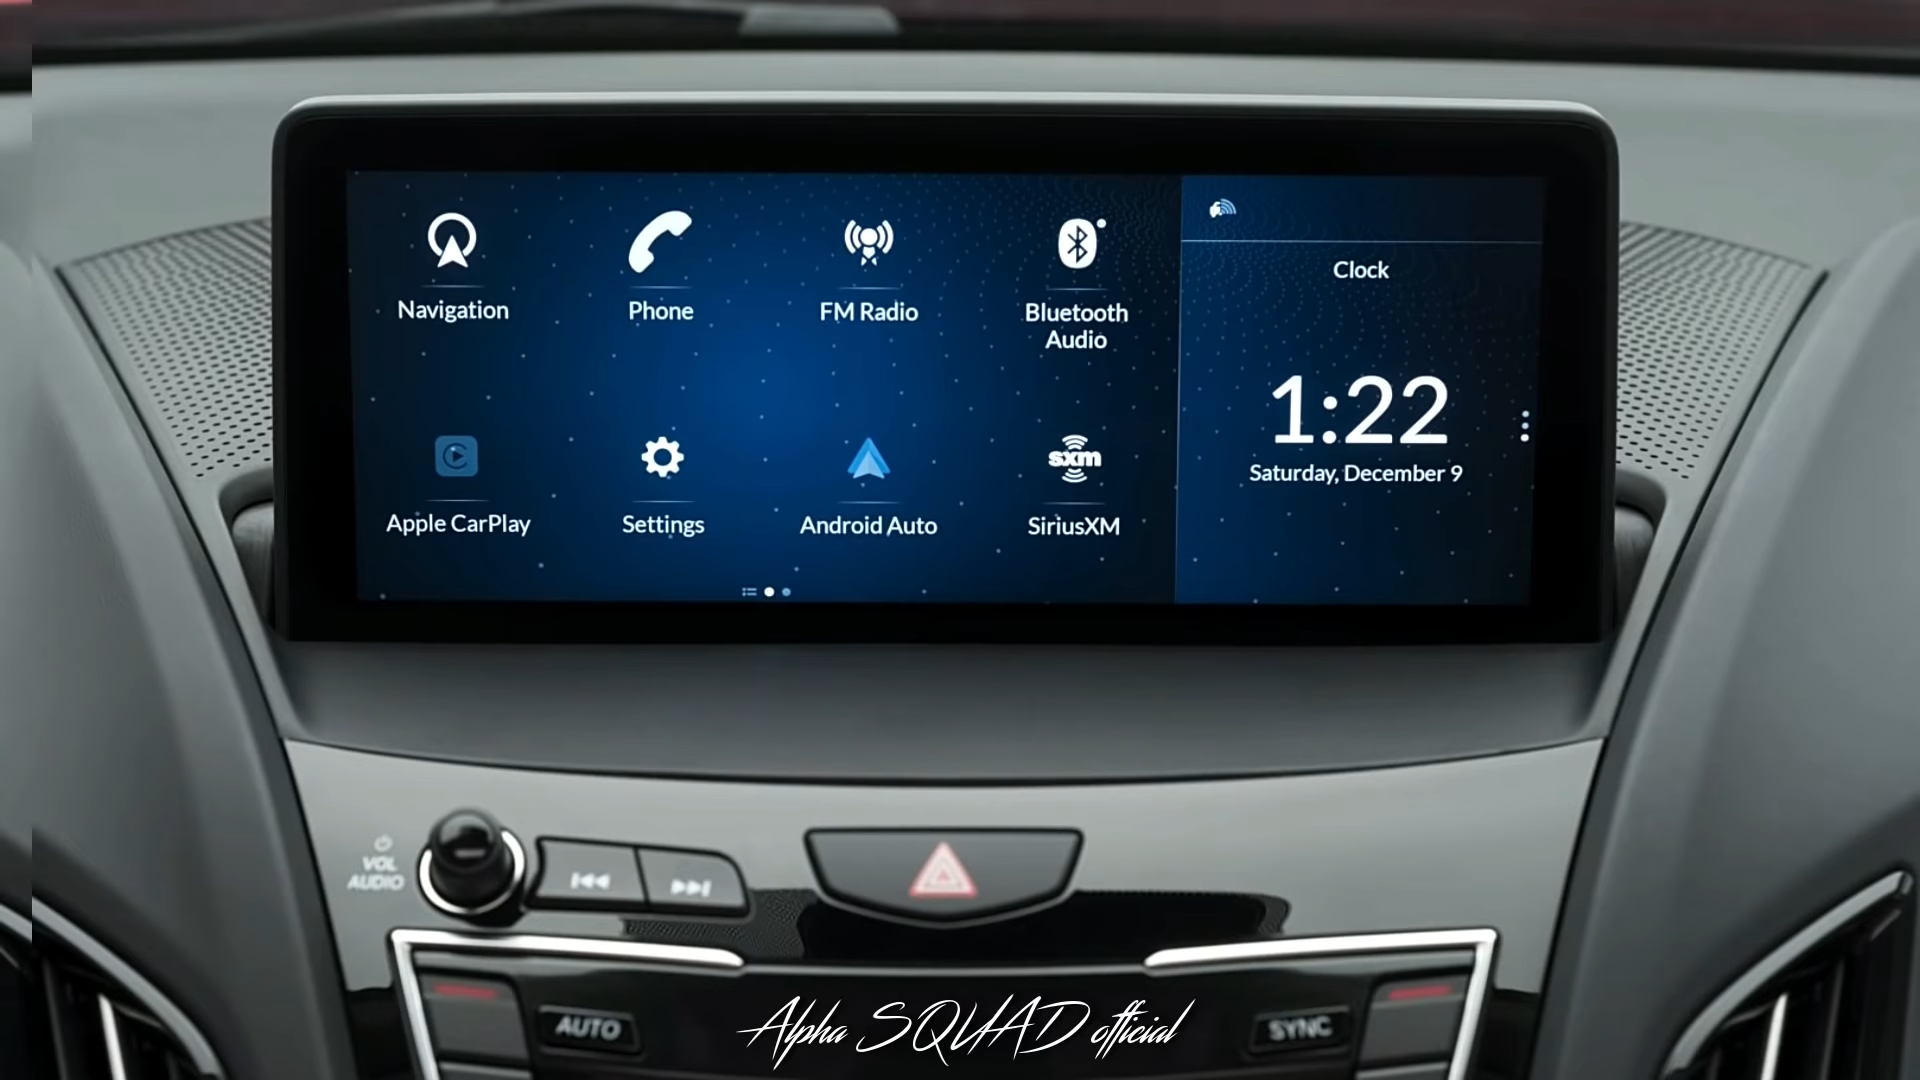 Navigation
Phone
FM Radio
Bluetooth
Audio
Apple CarPlay
Settings
Android Auto
sxm
SiriusXM
Clock
1:22
Saturday, December 9
VOL
AUDIO
AUTO
SYNC
Alpha SQUAD official